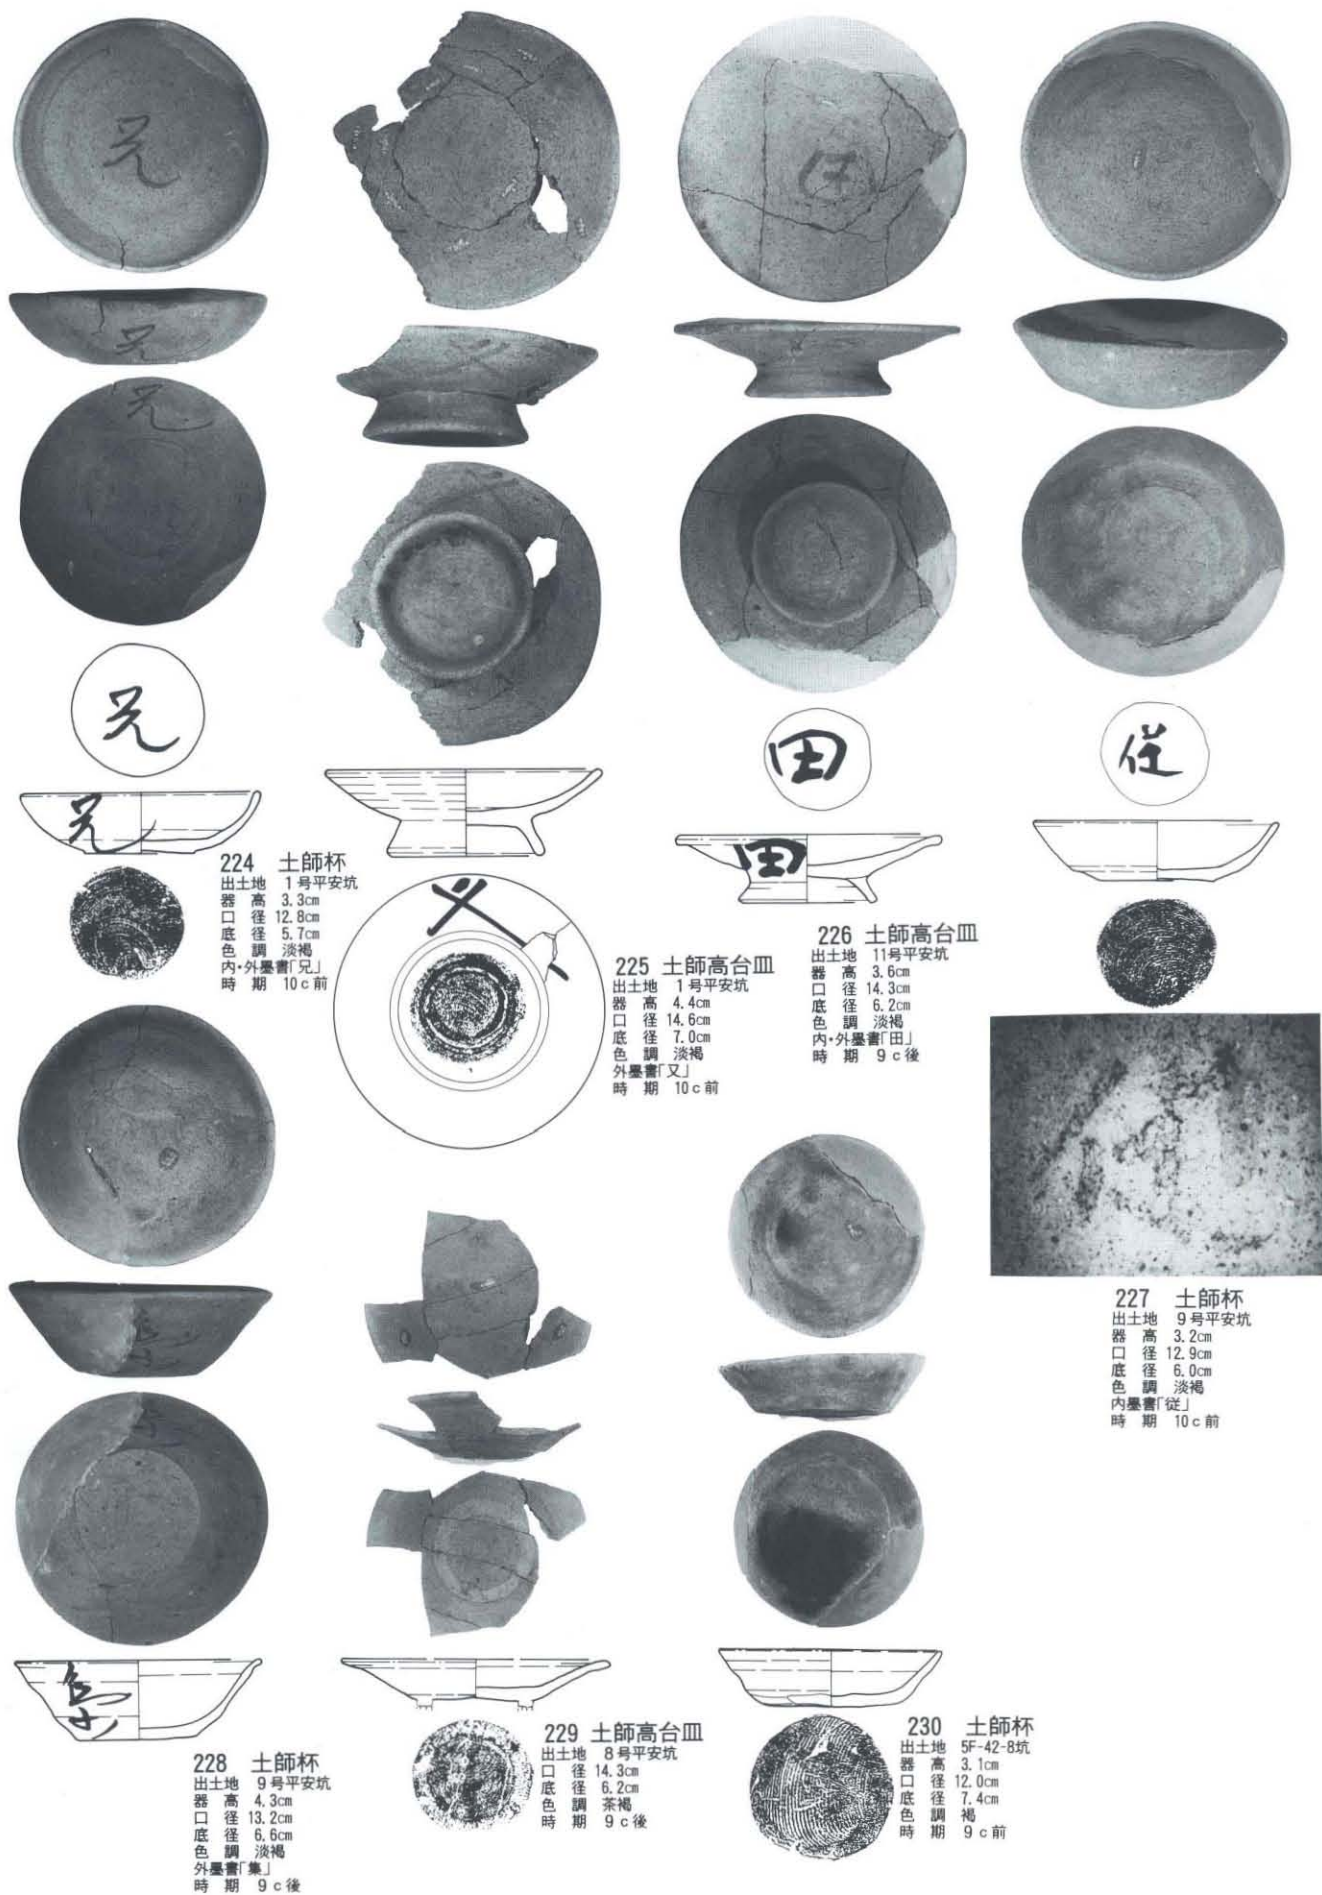 兄
兄
224 土師杯
出土地 1号平安坑
器高 3.3cm
口径 12.8cm
底径 5.7cm
色調 淡褐
内・外墨書「兄」
時期 10c前
又
225 土師高台皿
出土地 1号平安坑
器高 4.4cm
口径 14.6cm
底径 7.0cm
色調 淡褐
外墨書「又」
時期 10c前
田
田
226 土師高台皿
出土地 11号平安坑
器高 3.6cm
口径 14.3cm
底径 6.2cm
色調 淡褐
内・外墨書「田」
時期 9c後
従
227 土師杯
出土地 9号平安坑
器高 3.2cm
口径 12.9cm
底径 6.0cm
色調 淡褐
内墨書「従」
時期 10c前
集
228 土師杯
出土地 9号平安坑
器高 4.3cm
口径 13.2cm
底径 6.6cm
色調 淡褐
外墨書「集」
時期 9c後
229 土師高台皿
出土地 8号平安坑
口径 14.3cm
底径 6.2cm
色調 茶褐
時期 9c後
230 土師杯
出土地 5F-42-8坑
器高 3.1cm
口径 12.0cm
底径 7.4cm
色調 褐
時期 9c前